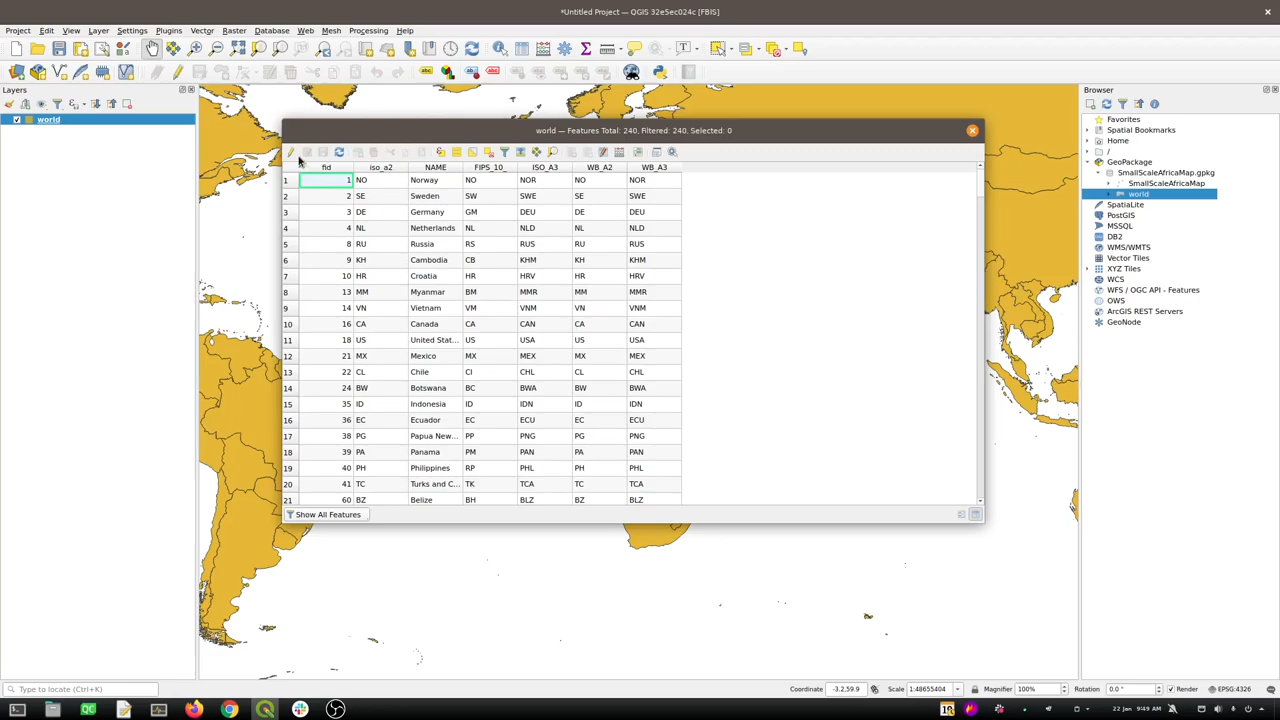 *Untitled Project — QGIS 32e5ec024c [FBIS]
Project Edit View Layer Settings Plugins Vector Raster Database Web Mesh Processing Help
Layers
world
world — Features Total: 240, Filtered: 240, Selected: 0
fid iso_a2 NAME FIPS_10_ ISO_A3 WB_A2 WB_A3
1 1 NO Norway NO NOR NO NOR
2 2 SE Sweden SW SWE SE SWE
3 3 DE Germany GM DEU DE DEU
4 4 NL Netherlands NL NLD NL NLD
5 8 RU Russia RS RUS RU RUS
6 9 KH Cambodia CB KHM KH KHM
7 10 HR Croatia HR HRV HR HRV
8 13 MM Myanmar BM MMR MM MMR
9 14 VN Vietnam VM VNM VN VNM
10 16 CA Canada CA CAN CA CAN
11 18 US United Stat... US USA US USA
12 21 MX Mexico MX MEX MX MEX
13 22 CL Chile CI CHL CL CHL
14 24 BW Botswana BC BWA BW BWA
15 35 ID Indonesia ID IDN ID IDN
16 36 EC Ecuador EC ECU EC ECU
17 38 PG Papua New... PP PNG PG PNG
18 39 PA Panama PM PAN PA PAN
19 40 PH Philippines RP PHL PH PHL
20 41 TC Turks and C... TK TCA TC TCA
21 60 BZ Belize BH BLZ BZ BLZ
Show All Features
Browser
Favorites
Spatial Bookmarks
Home
/
GeoPackage
SmallScaleAfricaMap.gpkg
SmallScaleAfricaMap
world
SpatiaLite
PostGIS
MSSQL
DB2
WMS/WMTS
Vector Tiles
XYZ Tiles
WCS
WFS / OGC API - Features
OWS
ArcGIS REST Servers
GeoNode
Type to locate (Ctrl+K)
Coordinate -3.2,59.9 Scale 1:48655404 Magnifier 100% Rotation 0.0 ° Render EPSG:4326
22 Jan 9:49 AM